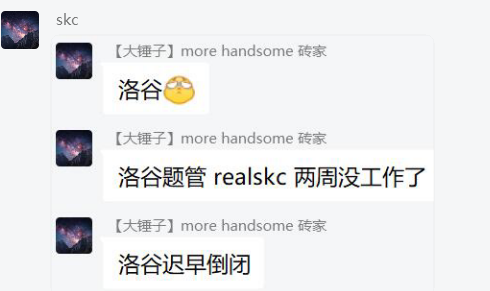 skc
【大锤子】more handsome 砖家
洛谷
【大锤子】more handsome 砖家
洛谷题管 realskc 两周没工作了
【大锤子】more handsome 砖家
洛谷迟早倒闭